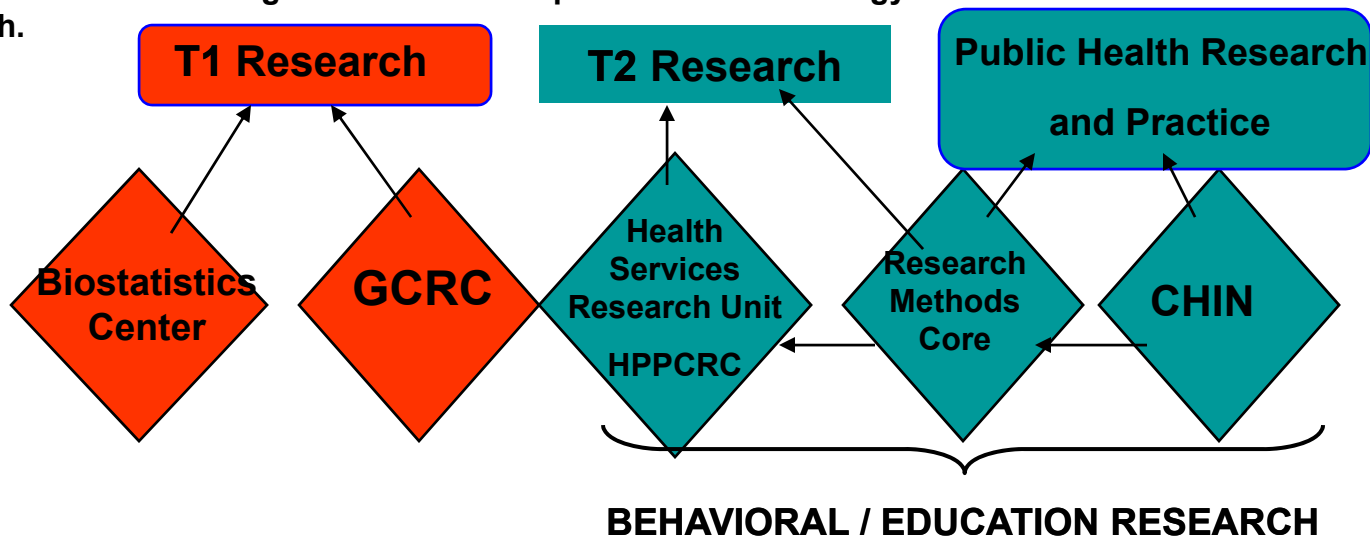 h.
T1 Research
T2 Research
Public Health Research
and Practice
Biostatistics
Center
GCRC
Health
Services
Research Unit
HPPCRC
Research
Methods
Core
CHIN
BEHAVIORAL / EDUCATION RESEARCH